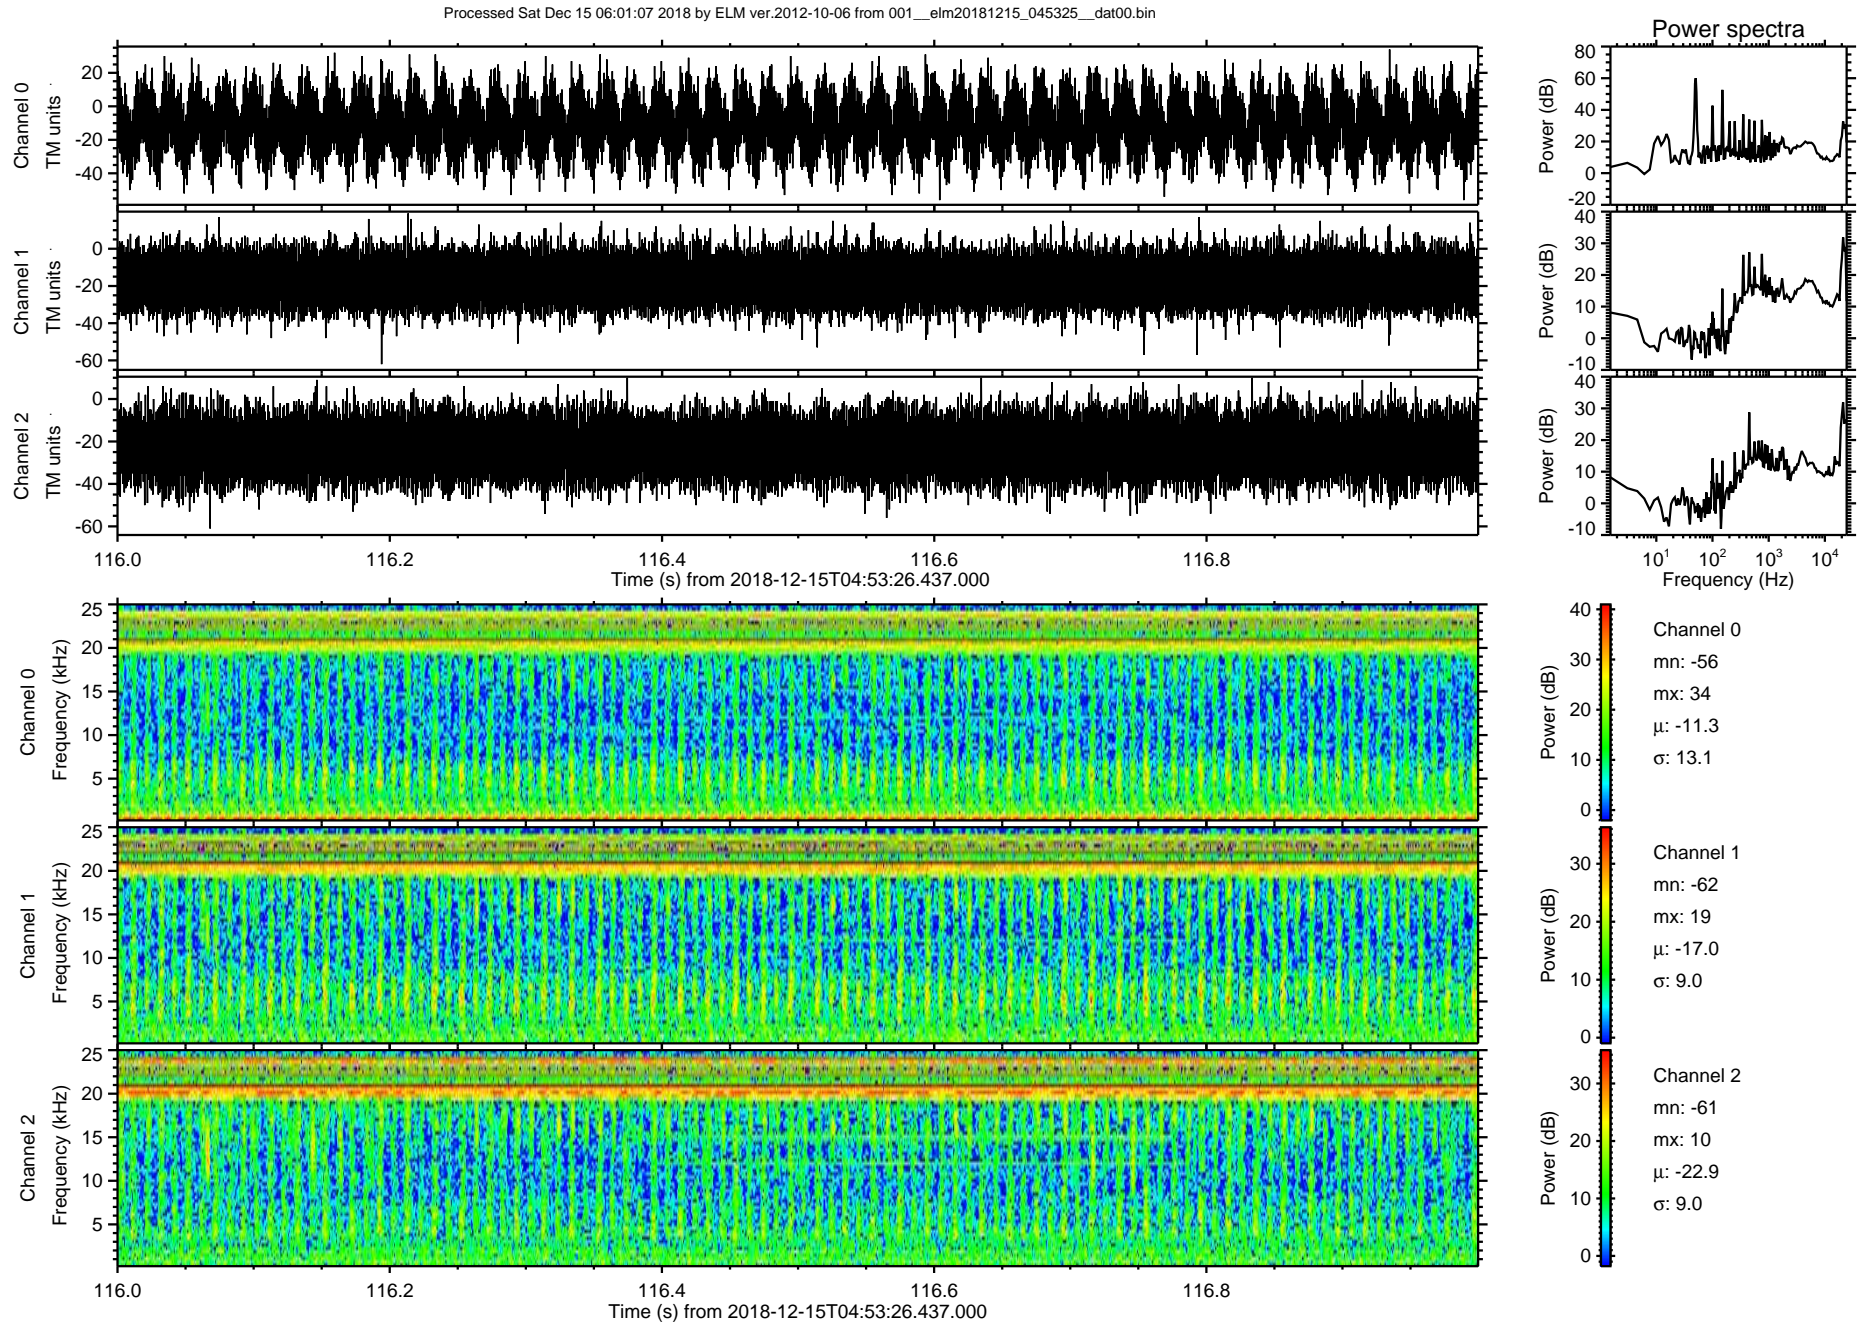 Processed Sat Dec 15 06:01:07 2018 by ELM ver.2012-10-06 from 001__elm20181215_045325__dat00.bin
Power spectra
Channel 0
TM units
20
0
-20
-40
Power (dB)
80
60
40
20
0
-20
Channel 1
TM units
0
-20
-40
-60
Power (dB)
40
30
20
10
0
-10
Channel 2
TM units
0
-20
-40
-60
Power (dB)
40
30
20
10
0
-10
116.0 116.2 116.4 116.6 116.8
Time (s) from 2018-12-15T04:53:26.437.000
10¹ 10² 10³ 10⁴
Frequency (Hz)
Channel 0
Frequency (kHz)
25
20
15
10
5
Power (dB)
40
30
20
10
0
Channel 0
mn: -56
mx: 34
μ: -11.3
σ: 13.1
Channel 1
Frequency (kHz)
25
20
15
10
5
Power (dB)
30
20
10
0
Channel 1
mn: -62
mx: 19
μ: -17.0
σ: 9.0
Channel 2
Frequency (kHz)
25
20
15
10
5
Power (dB)
30
20
10
0
Channel 2
mn: -61
mx: 10
μ: -22.9
σ: 9.0
116.0 116.2 116.4 116.6 116.8
Time (s) from 2018-12-15T04:53:26.437.000